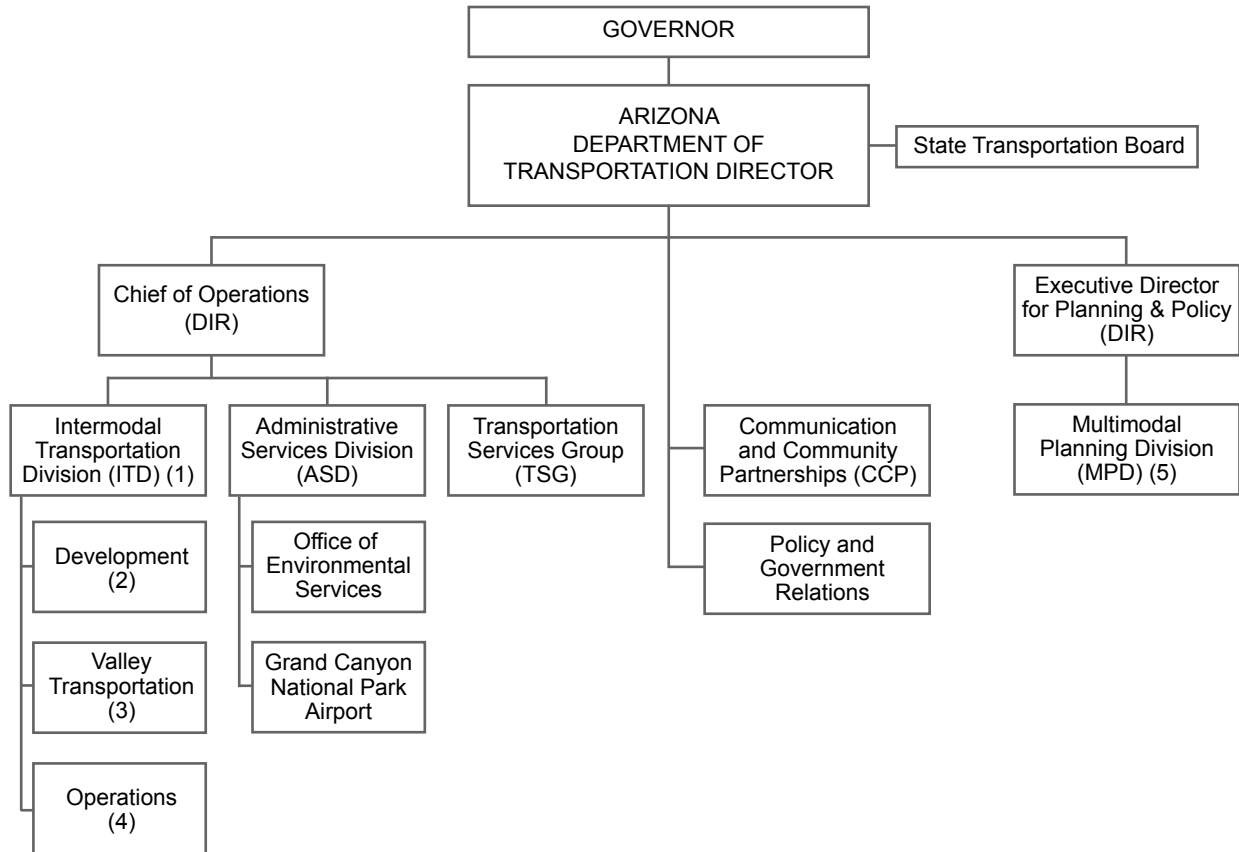 GOVERNOR
ARIZONA
DEPARTMENT OF
TRANSPORTATION DIRECTOR
State Transportation Board
Chief of Operations
(DIR)
Executive Director
for Planning & Policy
(DIR)
Intermodal
Transportation
Division (ITD) (1)
Administrative
Services Division
(ASD)
Transportation
Services Group
(TSG)
Communication
and Community
Partnerships (CCP)
Multimodal
Planning Division
(MPD) (5)
Development
(2)
Office of
Environmental
Services
Policy and
Government
Relations
Valley
Transportation
(3)
Grand Canyon
National Park
Airport
Operations
(4)